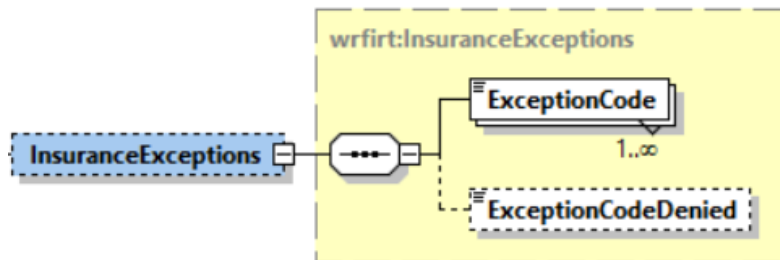 wrfirt:InsuranceExceptions
ExceptionCode
1..∞
InsuranceExceptions
ExceptionCodeDenied